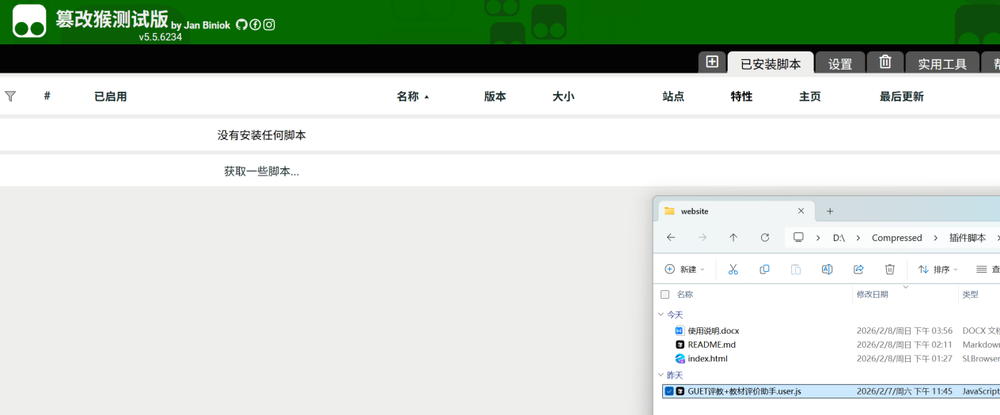 篡改猴测试版 by Jan Biniok
v5.5.6234
已安装脚本 设置 实用工具
# 已启用 名称 版本 大小 站点 特性 主页 最后更新
没有安装任何脚本
获取一些脚本...
website
D:\ Compressed 插件脚本
新建 排序
名称 修改日期 类型
今天
使用说明.docx 2026/2/8/周日 下午 03:56 DOCX 文
README.md 2026/2/8/周日 下午 02:11 Markdow
index.html 2026/2/8/周日 下午 01:27 SLBrowser
昨天
GUET评教+教材评价助手.user.js 2026/2/7/周六 下午 11:45 JavaScript